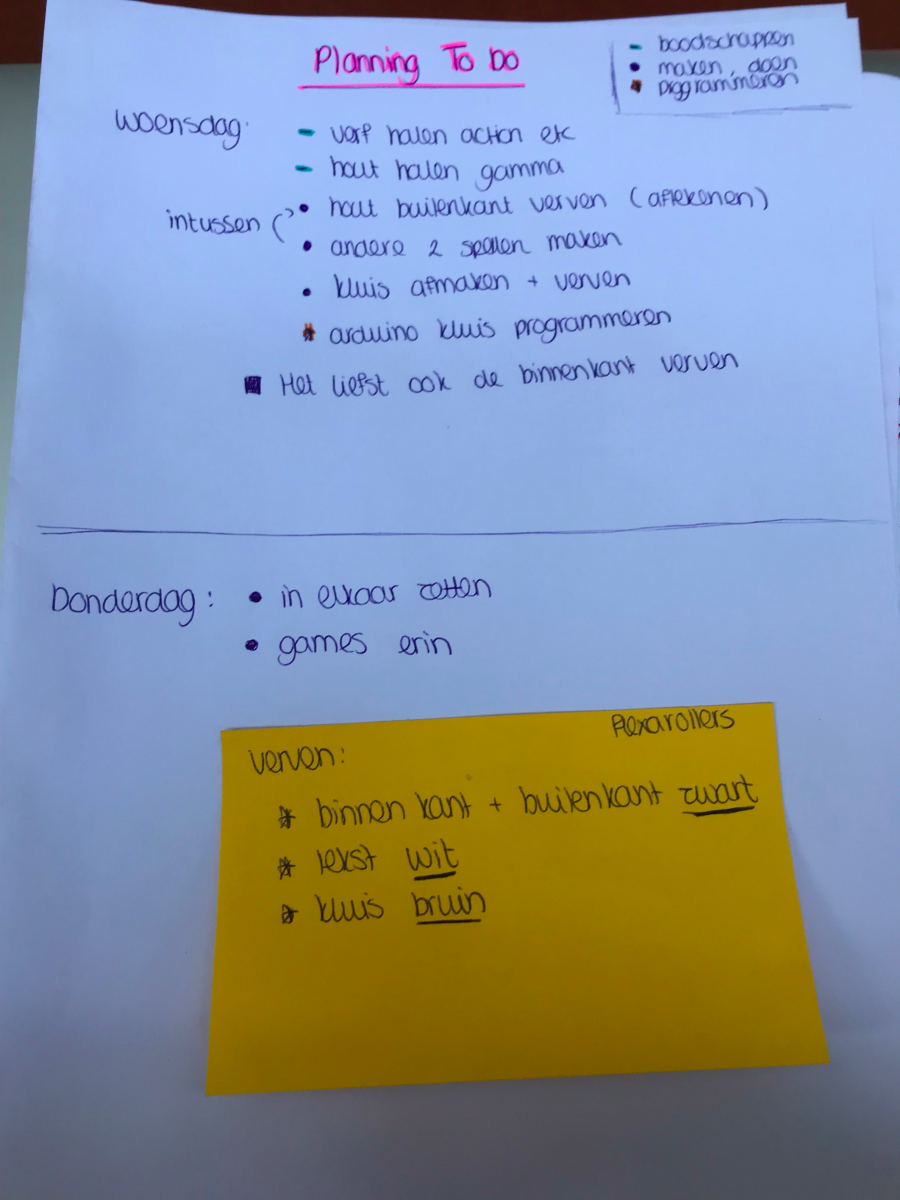 Planning To Do
- boodschappen
• maken, doen
* programmeren
Woensdag:
- verf halen action etc
- hout halen gamma
• hout buitenkant verven (aftekenen)
intussen (
• andere 2 spellen maken
• kluis afmaken + verven
* arduino kluis programmeren
■ Het liefst ook de binnenkant verven
Donderdag: • in elkaar zetten
• games erin
Flexarollers
verven:
* binnen kant + buitenkant zwart
* tekst wit
* kluis bruin